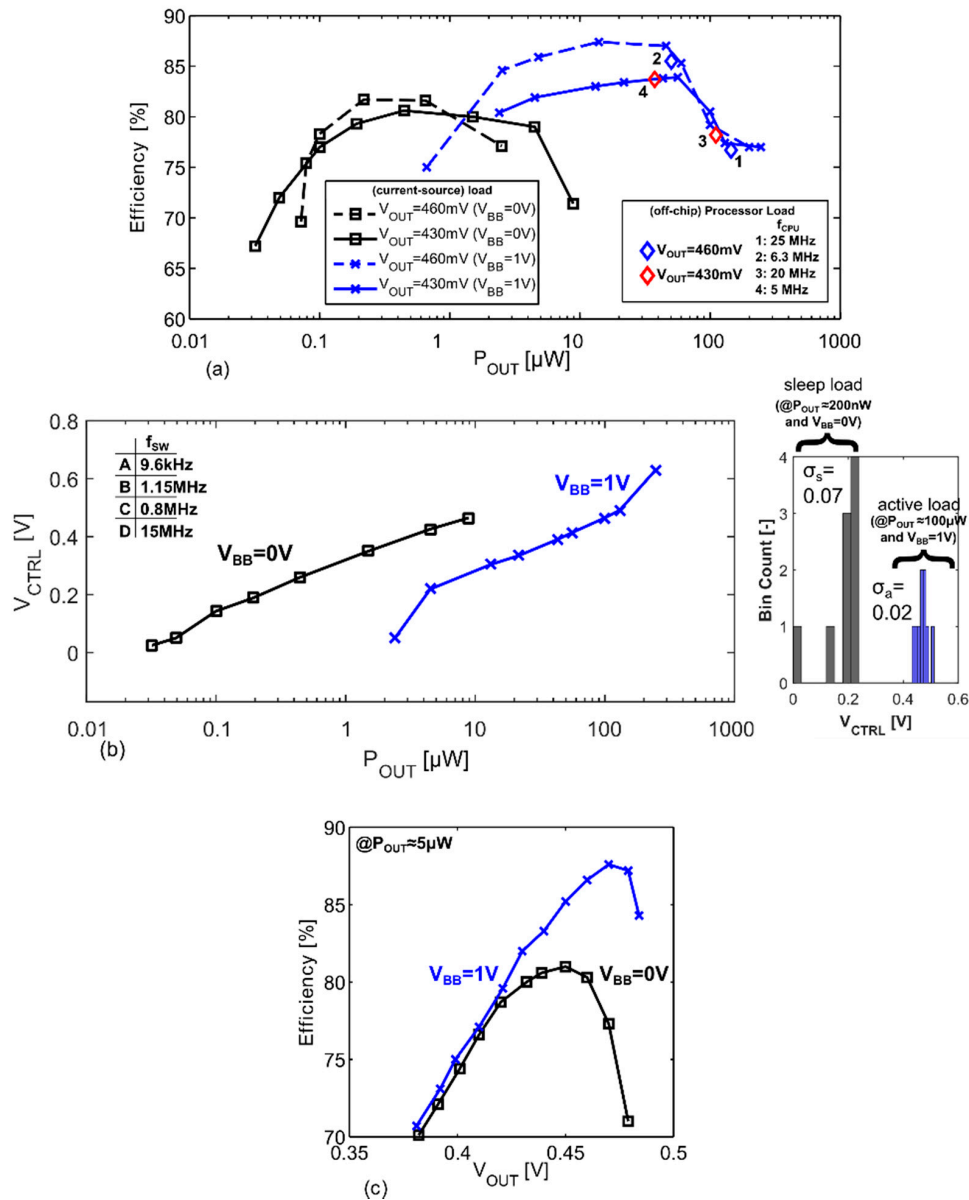 90
85
80
75
70
65
60
Efficiency [%]
2
4
3
1
(current-source) load
V_OUT=460mV (V_BB=0V)
V_OUT=430mV (V_BB=0V)
V_OUT=460mV (V_BB=1V)
V_OUT=430mV (V_BB=1V)
(off-chip) Processor Load
f_CPU
V_OUT=460mV
V_OUT=430mV
1: 25 MHz
2: 6.3 MHz
3: 20 MHz
4: 5 MHz
0.01 0.1 1 10 100 1000
P_OUT [µW]
(a)
0.8
0.6
0.4
0.2
0
V_CTRL [V]
f_SW
A 9.6kHz
B 1.15MHz
C 0.8MHz
D 15MHz
V_BB=0V
V_BB=1V
0.01 0.1 1 10 100 1000
P_OUT [µW]
(b)
sleep load
(@P_OUT≈200nW
and V_BB=0V)
4
3
2
1
0
Bin Count [-]
σ_s=
0.07
active load
(@P_OUT≈100µW
and V_BB=1V)
σ_a=
0.02
0 0.2 0.4 0.6
V_CTRL [V]
90
85
80
75
70
Efficiency [%]
@P_OUT≈5µW
V_BB=1V
V_BB=0V
0.35 0.4 0.45 0.5
V_OUT [V]
(c)